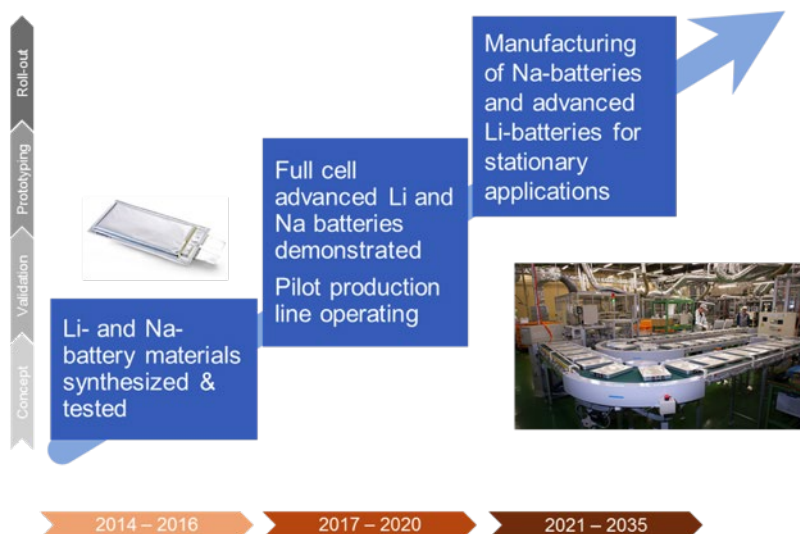 Roll-out
Prototyping
Validation
Concept
Li- and Na-
battery materials
synthesized &
tested
Full cell
advanced Li and
Na batteries
demonstrated
Pilot production
line operating
Manufacturing
of Na-batteries
and advanced
Li-batteries for
stationary
applications
2014 – 2016
2017 – 2020
2021 – 2035